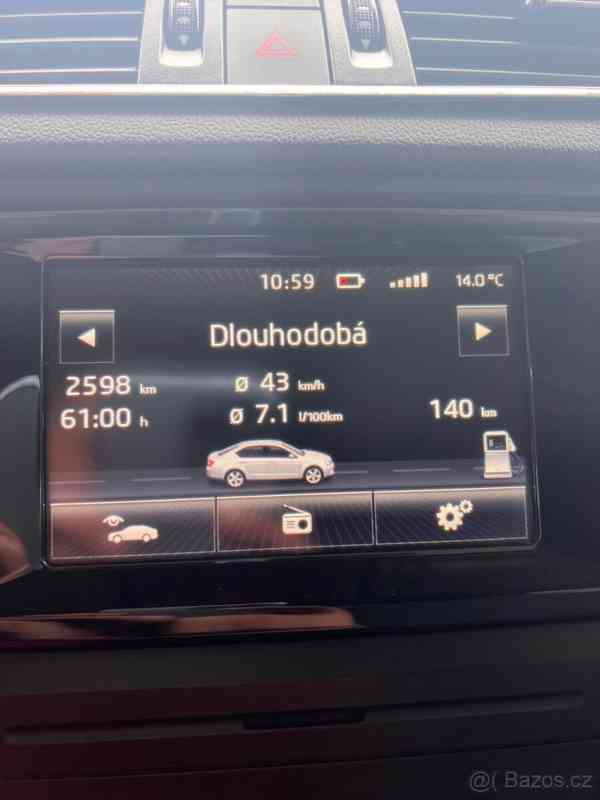 10:59 14.0°C
Dlouhodobá
2598 km ø 43 km/h
61:00 h ø 7.1 l/100km 140 km
@( Bazos.cz